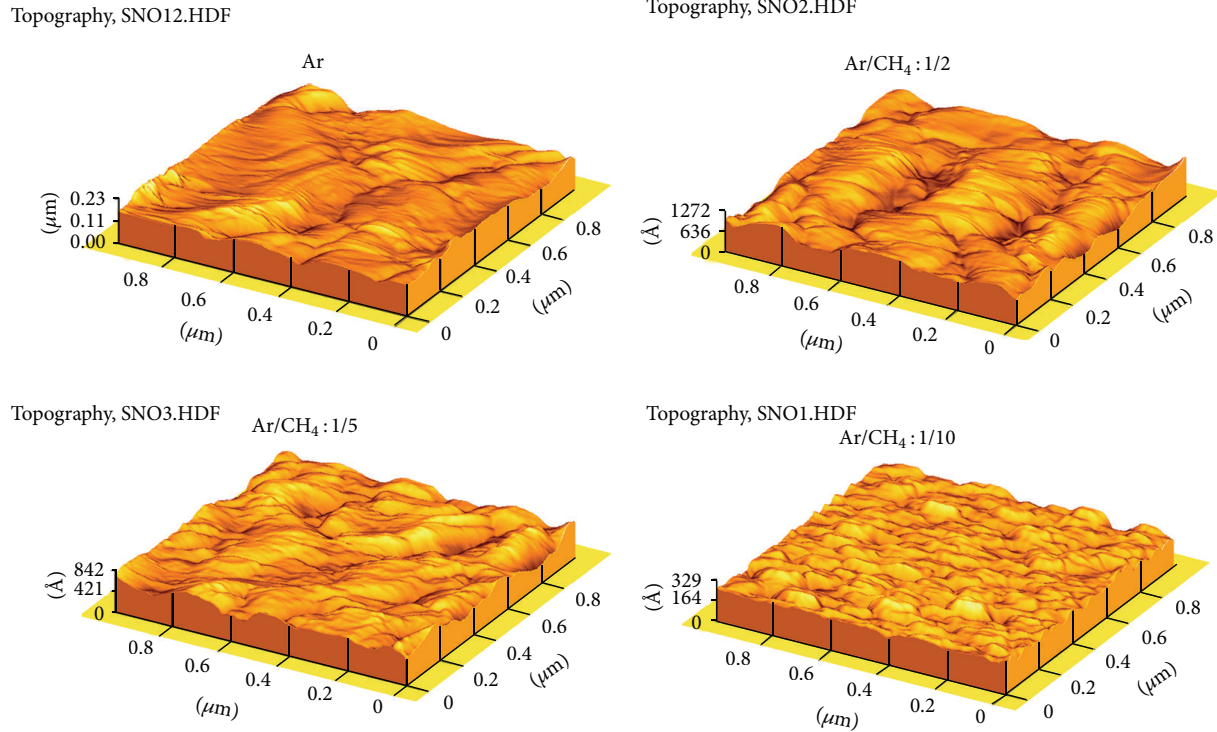 Topography, SNO12.HDF
Ar
(μm)
0.23
0.11
0.00
0.8
0.6
0.4
0.2
0
(μm)
0
0.2
0.4
0.6
0.8
(μm)
Topography, SNO2.HDF
Ar/CH₄ : 1/2
(Å)
1272
636
0
0.8
0.6
0.4
0.2
0
(μm)
0
0.2
0.4
0.6
0.8
(μm)
Topography, SNO3.HDF
Ar/CH₄ : 1/5
(Å)
842
421
0
0.8
0.6
0.4
0.2
0
(μm)
0
0.2
0.4
0.6
0.8
(μm)
Topography, SNO1.HDF
Ar/CH₄ : 1/10
(Å)
329
164
0
0.8
0.6
0.4
0.2
0
(μm)
0
0.2
0.4
0.6
0.8
(μm)